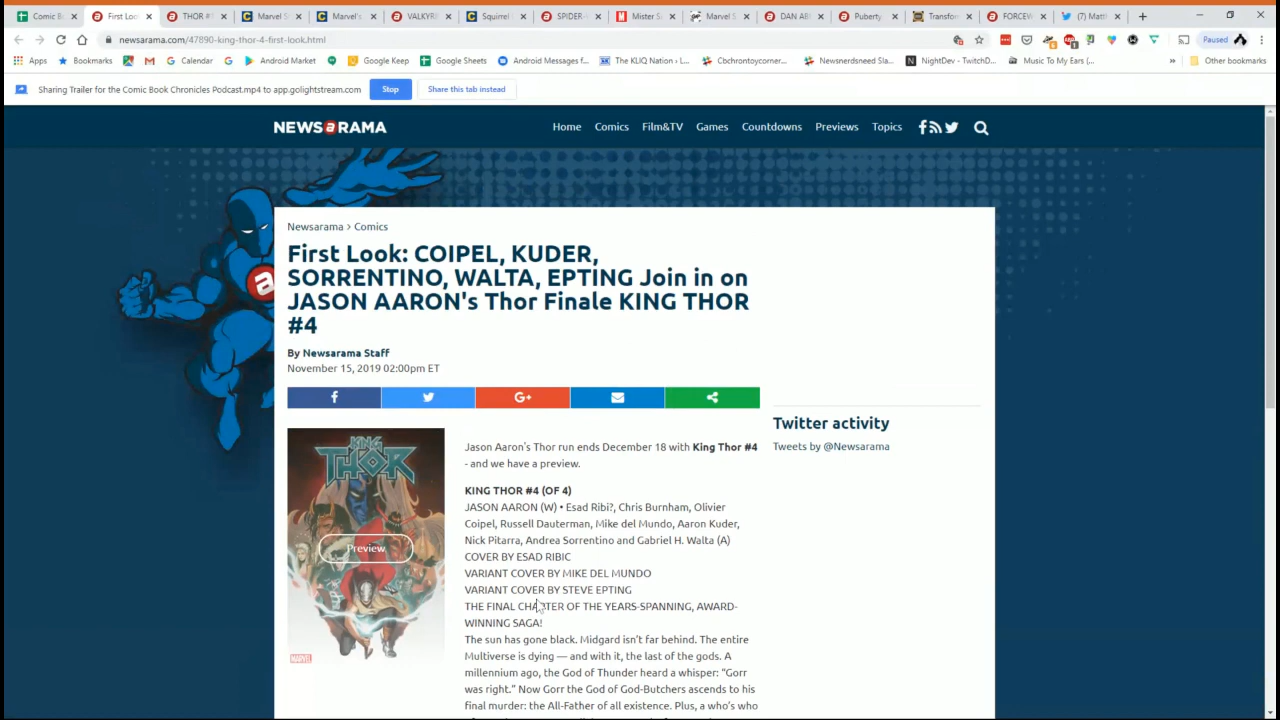 Comic Bo
First Loo
THOR #
Marvel S
Marvel's
VALKYRI
Squirrel
SPIDER-
Mister Si
Marvel S
DAN AB
Puberty
Transfor
FORCEW
(7) Matt
newsarama.com/47890-king-thor-4-first-look.html
Paused
Apps
Bookmarks
Calendar
Android Market
Google Keep
Google Sheets
Android Messages f...
The KLIQ Nation › L...
Cbchrontoycorner...
Newsnerdsneed Sla...
NightDev - TwitchD...
Music To My Ears (...
»
Other bookmarks
Sharing Trailer for the Comic Book Chronicles Podcast.mp4 to app.golightstream.com
Stop
Share this tab instead
NEWSaRAMA
Home
Comics
Film&TV
Games
Countdowns
Previews
Topics
Newsarama > Comics
First Look: COIPEL, KUDER,
SORRENTINO, WALTA, EPTING Join in on
JASON AARON's Thor Finale KING THOR
#4
By Newsarama Staff
November 15, 2019 02:00pm ET
G+
KING
THOR
Preview
MARVEL
Jason Aaron's Thor run ends December 18 with King Thor #4
- and we have a preview.
KING THOR #4 (OF 4)
JASON AARON (W) • Esad Ribi?, Chris Burnham, Olivier
Coipel, Russell Dauterman, Mike del Mundo, Aaron Kuder,
Nick Pitarra, Andrea Sorrentino and Gabriel H. Walta (A)
COVER BY ESAD RIBIC
VARIANT COVER BY MIKE DEL MUNDO
VARIANT COVER BY STEVE EPTING
THE FINAL CHAPTER OF THE YEARS-SPANNING, AWARD-
WINNING SAGA!
The sun has gone black. Midgard isn't far behind. The entire
Multiverse is dying — and with it, the last of the gods. A
millennium ago, the God of Thunder heard a whisper: "Gorr
was right." Now Gorr the God of God-Butchers ascends to his
final murder: the All-Father of all existence. Plus, a who's who
Twitter activity
Tweets by @Newsarama